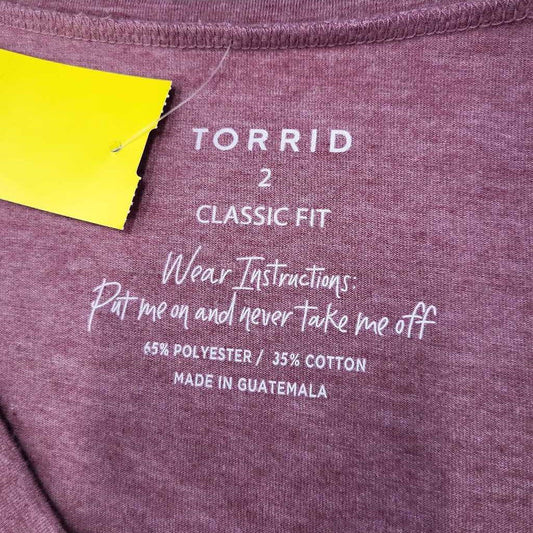 TORRID
2
CLASSIC FIT
Wear Instructions:
Put me on and never take me off
65% POLYESTER / 35% COTTON
MADE IN GUATEMALA